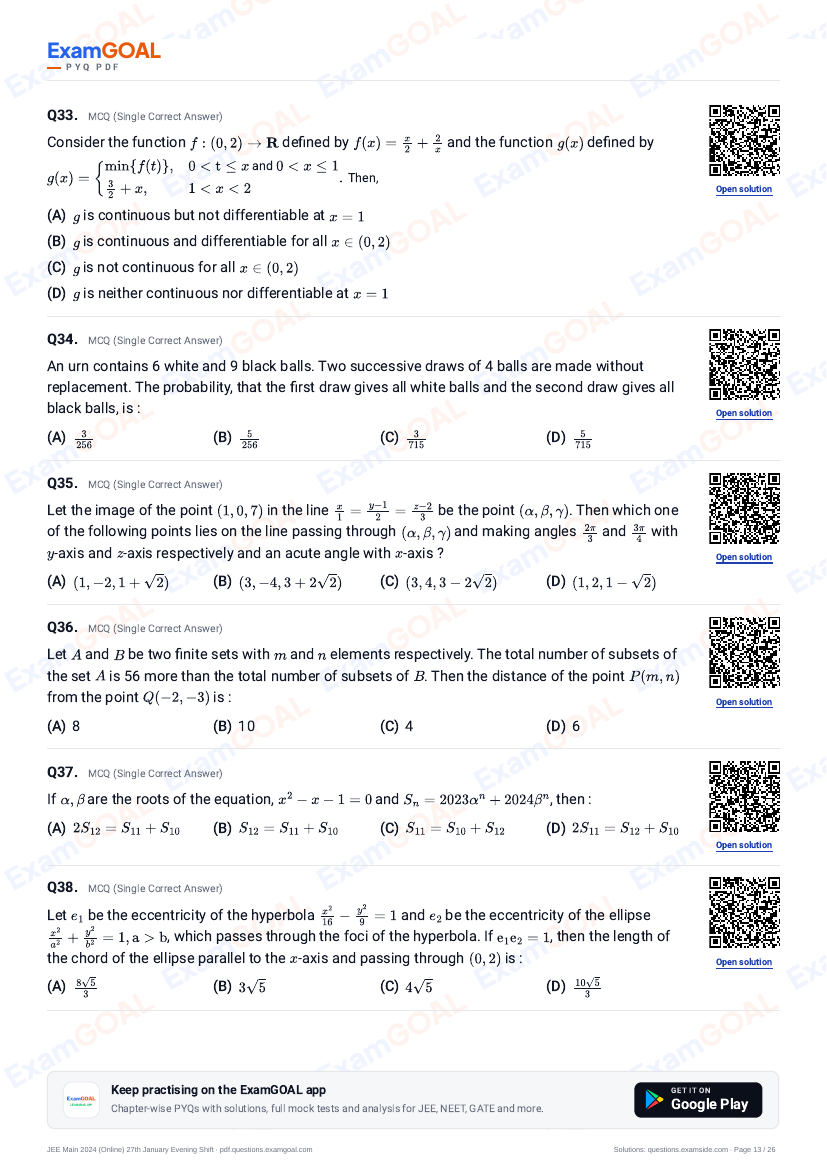 ExamGOAL
PYQ PDF
Q33. MCQ (Single Correct Answer)
Consider the function f : (0, 2) → R defined by f(x) = x/2 + 2/x and the function g(x) defined by
g(x) = { min{f(t)}, 0 < t ≤ x and 0 < x ≤ 1
3/2 + x, 1 < x < 2 . Then,
(A) g is continuous but not differentiable at x = 1
(B) g is continuous and differentiable for all x ∈ (0, 2)
(C) g is not continuous for all x ∈ (0, 2)
(D) g is neither continuous nor differentiable at x = 1
Open solution
Q34. MCQ (Single Correct Answer)
An urn contains 6 white and 9 black balls. Two successive draws of 4 balls are made without
replacement. The probability, that the first draw gives all white balls and the second draw gives all
black balls, is :
(A) 3/256 (B) 5/256 (C) 3/715 (D) 5/715
Open solution
Q35. MCQ (Single Correct Answer)
Let the image of the point (1, 0, 7) in the line x/1 = (y−1)/2 = (z−2)/3 be the point (α, β, γ). Then which one
of the following points lies on the line passing through (α, β, γ) and making angles 2π/3 and 3π/4 with
y-axis and z-axis respectively and an acute angle with x-axis ?
(A) (1, −2, 1 + √2) (B) (3, −4, 3 + 2√2) (C) (3, 4, 3 − 2√2) (D) (1, 2, 1 − √2)
Open solution
Q36. MCQ (Single Correct Answer)
Let A and B be two finite sets with m and n elements respectively. The total number of subsets of
the set A is 56 more than the total number of subsets of B. Then the distance of the point P(m, n)
from the point Q(−2, −3) is :
(A) 8 (B) 10 (C) 4 (D) 6
Open solution
Q37. MCQ (Single Correct Answer)
If α, β are the roots of the equation, x² − x − 1 = 0 and Sₙ = 2023αⁿ + 2024βⁿ, then :
(A) 2S₁₂ = S₁₁ + S₁₀ (B) S₁₂ = S₁₁ + S₁₀ (C) S₁₁ = S₁₀ + S₁₂ (D) 2S₁₁ = S₁₂ + S₁₀
Open solution
Q38. MCQ (Single Correct Answer)
Let e₁ be the eccentricity of the hyperbola x²/16 − y²/9 = 1 and e₂ be the eccentricity of the ellipse
x²/a² + y²/b² = 1, a > b, which passes through the foci of the hyperbola. If e₁e₂ = 1, then the length of
the chord of the ellipse parallel to the x-axis and passing through (0, 2) is :
(A) 8√5/3 (B) 3√5 (C) 4√5 (D) 10√5/3
Open solution
ExamGOAL
Keep practising on the ExamGOAL app
Chapter-wise PYQs with solutions, full mock tests and analysis for JEE, NEET, GATE and more.
GET IT ON
Google Play
JEE Main 2024 (Online) 27th January Evening Shift · pdf.questions.examgoal.com
Solutions: questions.examside.com · Page 13 / 26